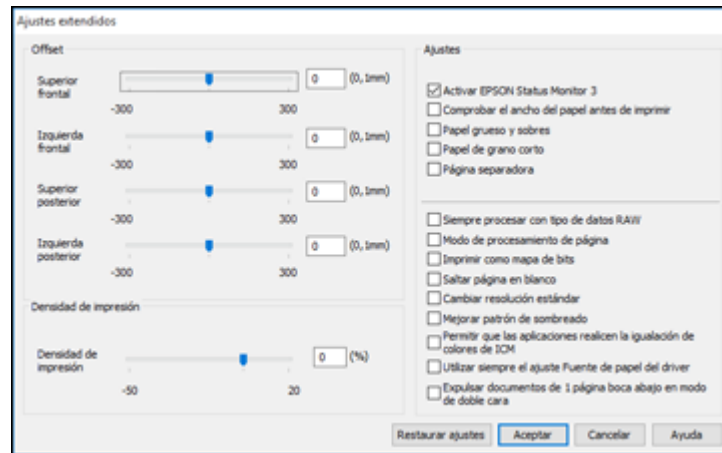 Ajustes extendidos
Offset
Superior
frontal
0
(0,1mm)
-300
300
Izquierda
frontal
0
(0,1mm)
-300
300
Superior
posterior
0
(0,1mm)
-300
300
Izquierda
posterior
0
(0,1mm)
-300
300
Densidad de impresión
Densidad de
impresión
0
(%)
-50
20
Ajustes
Activar EPSON Status Monitor 3
Comprobar el ancho del papel antes de imprimir
Papel grueso y sobres
Papel de grano corto
Página separadora
Siempre procesar con tipo de datos RAW
Modo de procesamiento de página
Imprimir como mapa de bits
Saltar página en blanco
Cambiar resolución estándar
Mejorar patrón de sombreado
Permitir que las aplicaciones realicen la igualación de
colores de ICM
Utilizar siempre el ajuste Fuente de papel del driver
Expulsar documentos de 1 página boca abajo en modo
de doble cara
Restaurar ajustes
Aceptar
Cancelar
Ayuda